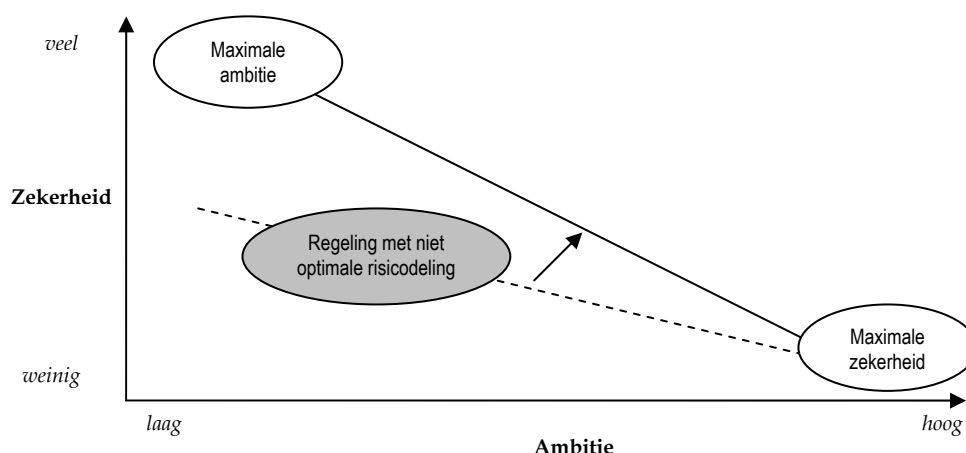 veel
Maximale
ambitie
Zekerheid
Regeling met niet
optimale risicodeling
Maximale
zekerheid
weinig
laag
hoog
Ambitie